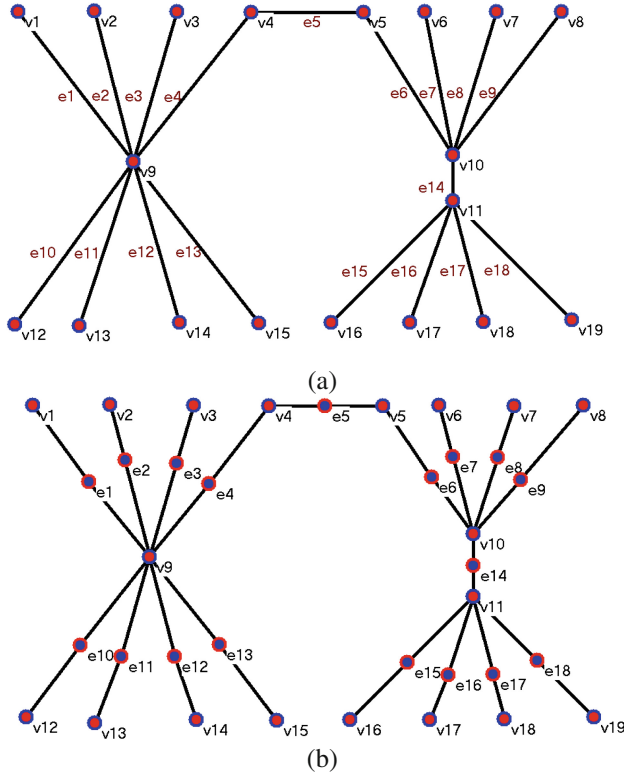 v1 v2 v3 v4 e5 v5 v6 v7 v8
e1 e2 e3 e4 e6 e7 e8 e9
v9 v10
e14
v11
e10 e11 e12 e13 e15 e16 e17 e18
v12 v13 v14 v15 v16 v17 v18 v19
(a)
v1 v2 v3 v4 e5 v5 v6 v7 v8
e1 e2 e3 e4 e6 e7 e8 e9
v9 v10
e14
v11
e10 e11 e12 e13 e15 e16 e17 e18
v12 v13 v14 v15 v16 v17 v18 v19
(b)